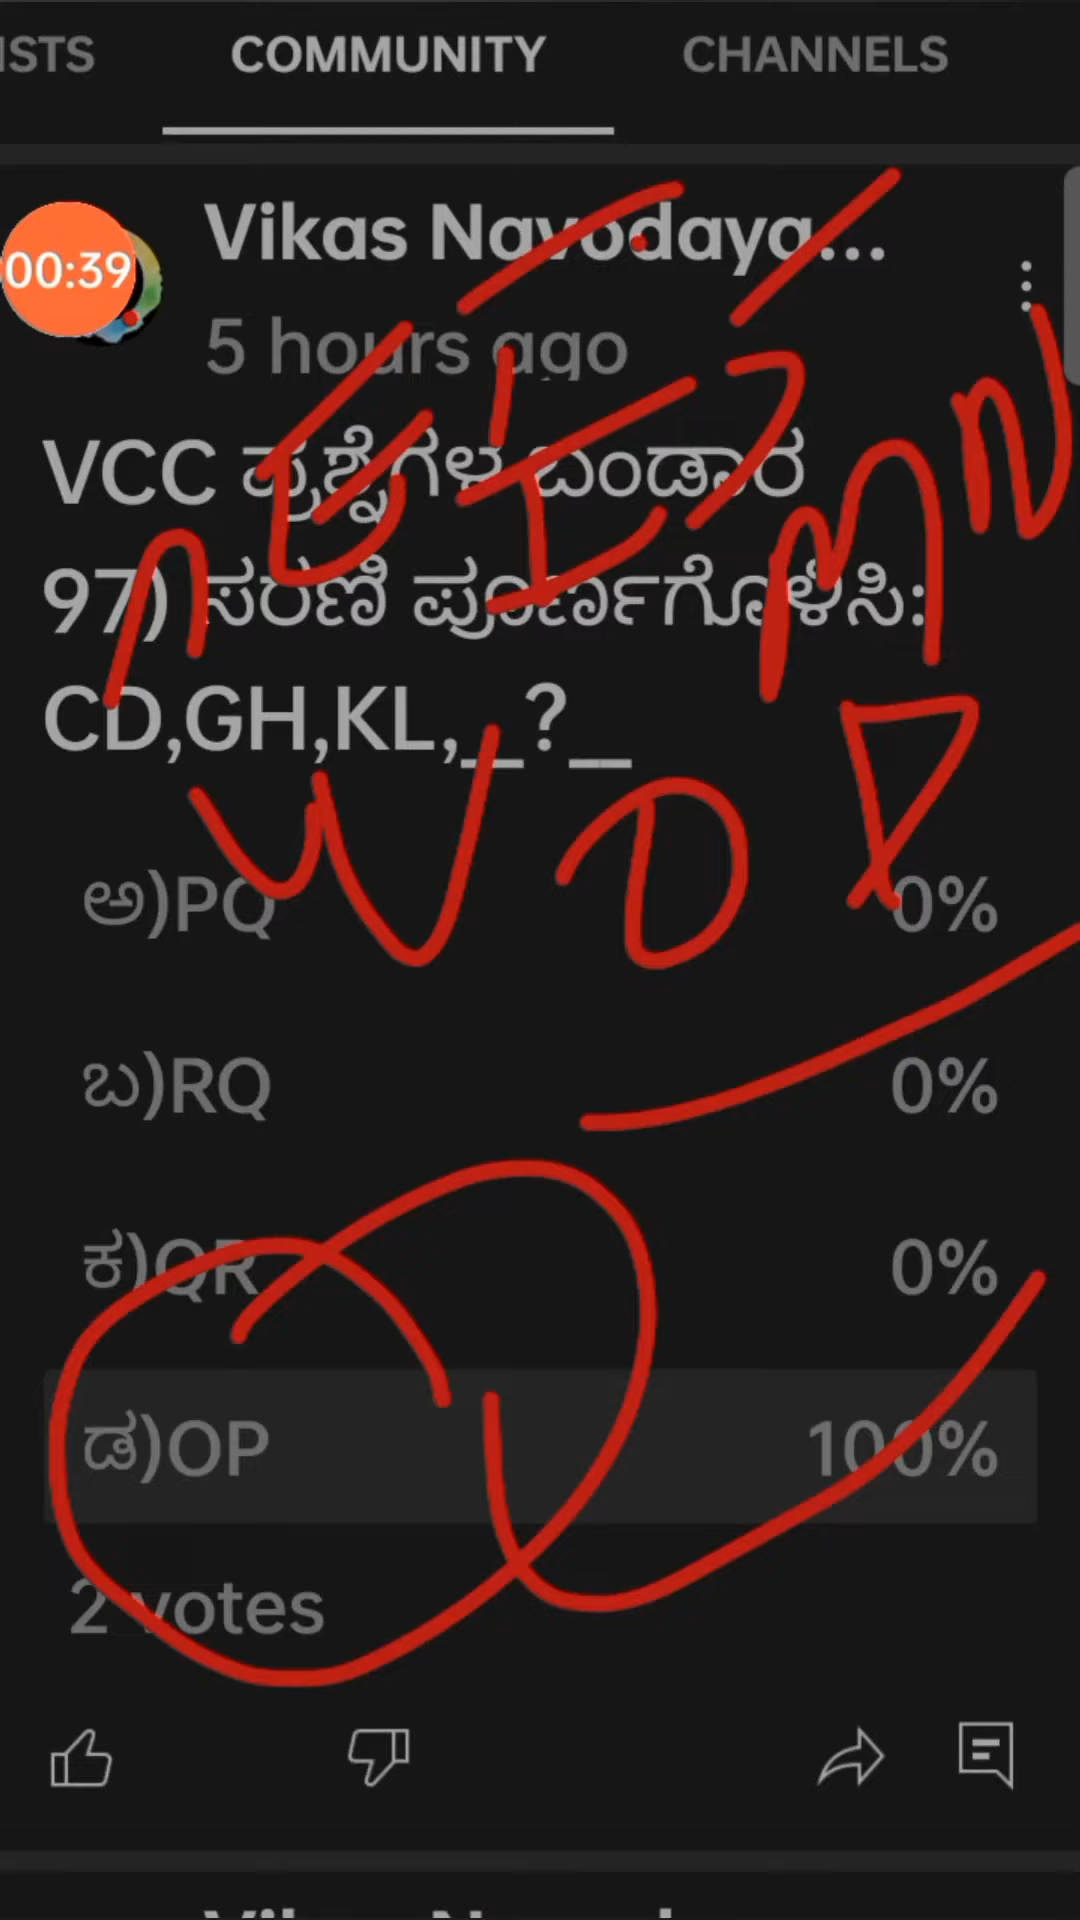 ISTS COMMUNITY CHANNELS
00:39
Vikas Navodaya...
5 hours ago
VCC ಪ್ರಶ್ನೆಗಳ ಬಂಡಾರ
97) ಸರಣಿ ಪೂರ್ಣಗೊಳಿಸಿ:
CD,GH,KL,_?_
ಅ)PQ 0%
ಬ)RQ 0%
ಕ)QR 0%
ಡ)OP 100%
2 votes